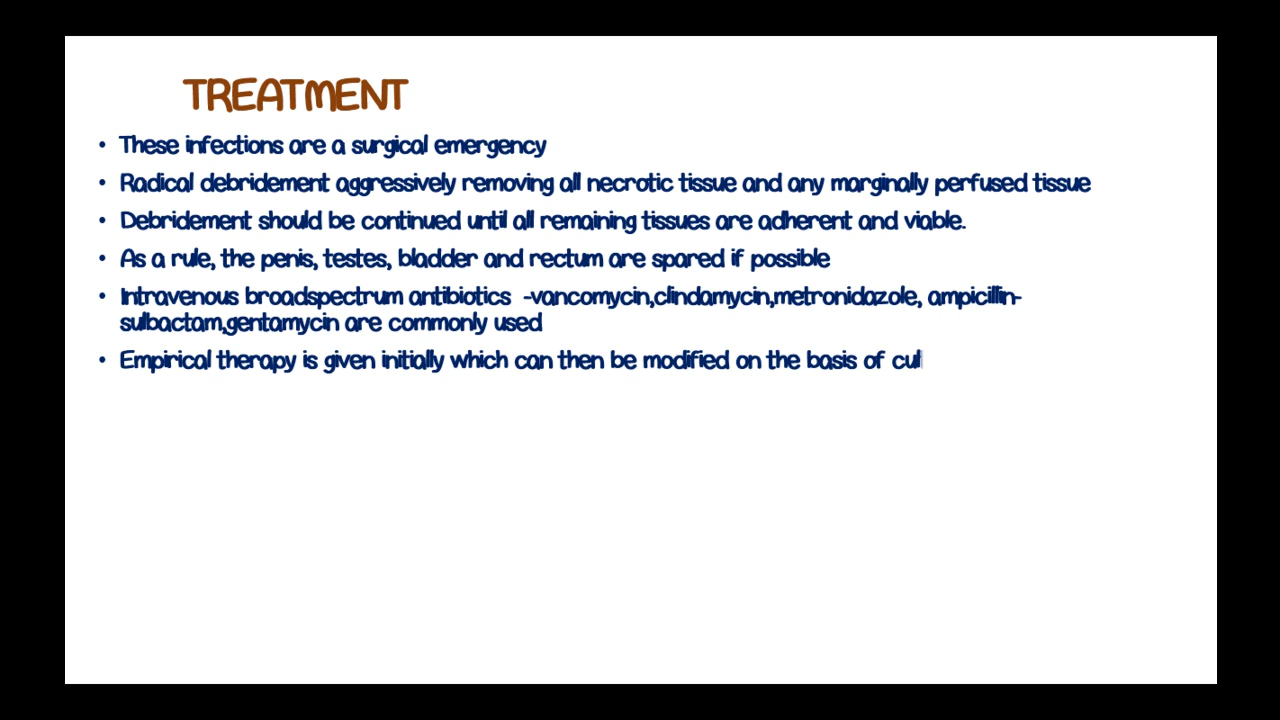 TREATMENT
• These infections are a surgical emergency
• Radical debridement aggressively removing all necrotic tissue and any marginally perfused tissue
• Debridement should be continued until all remaining tissues are adherent and viable.
• As a rule, the penis, testes, bladder and rectum are spared if possible
• Intravenous broadspectrum antibiotics -vancomycin,clindamycin,metronidazole, ampicillin-
sulbactam,gentamycin are commonly used
• Empirical therapy is given initially which can then be modified on the basis of cul